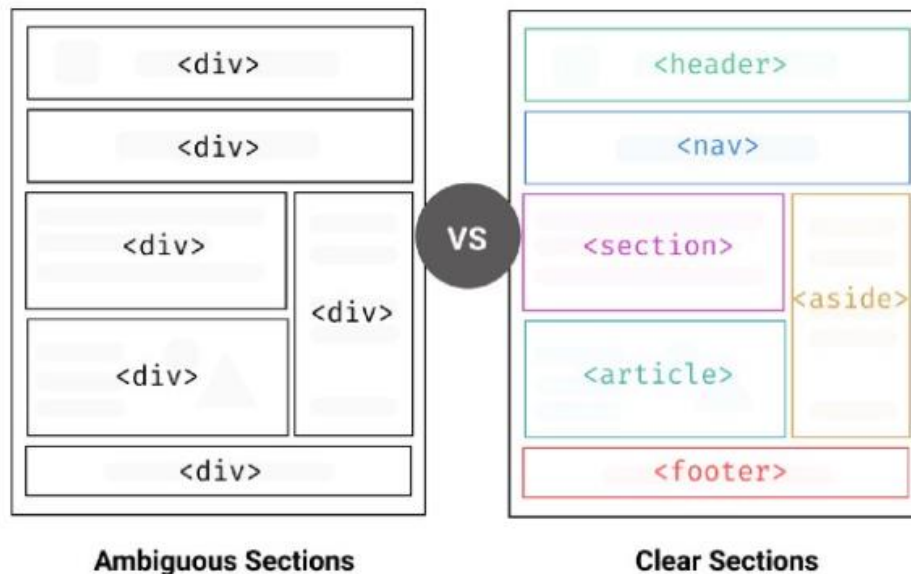 <div>
<div>
<div>
<div>
<div>
<div>
Ambiguous Sections
VS
<header>
<nav>
<section>
<aside>
<article>
<footer>
Clear Sections